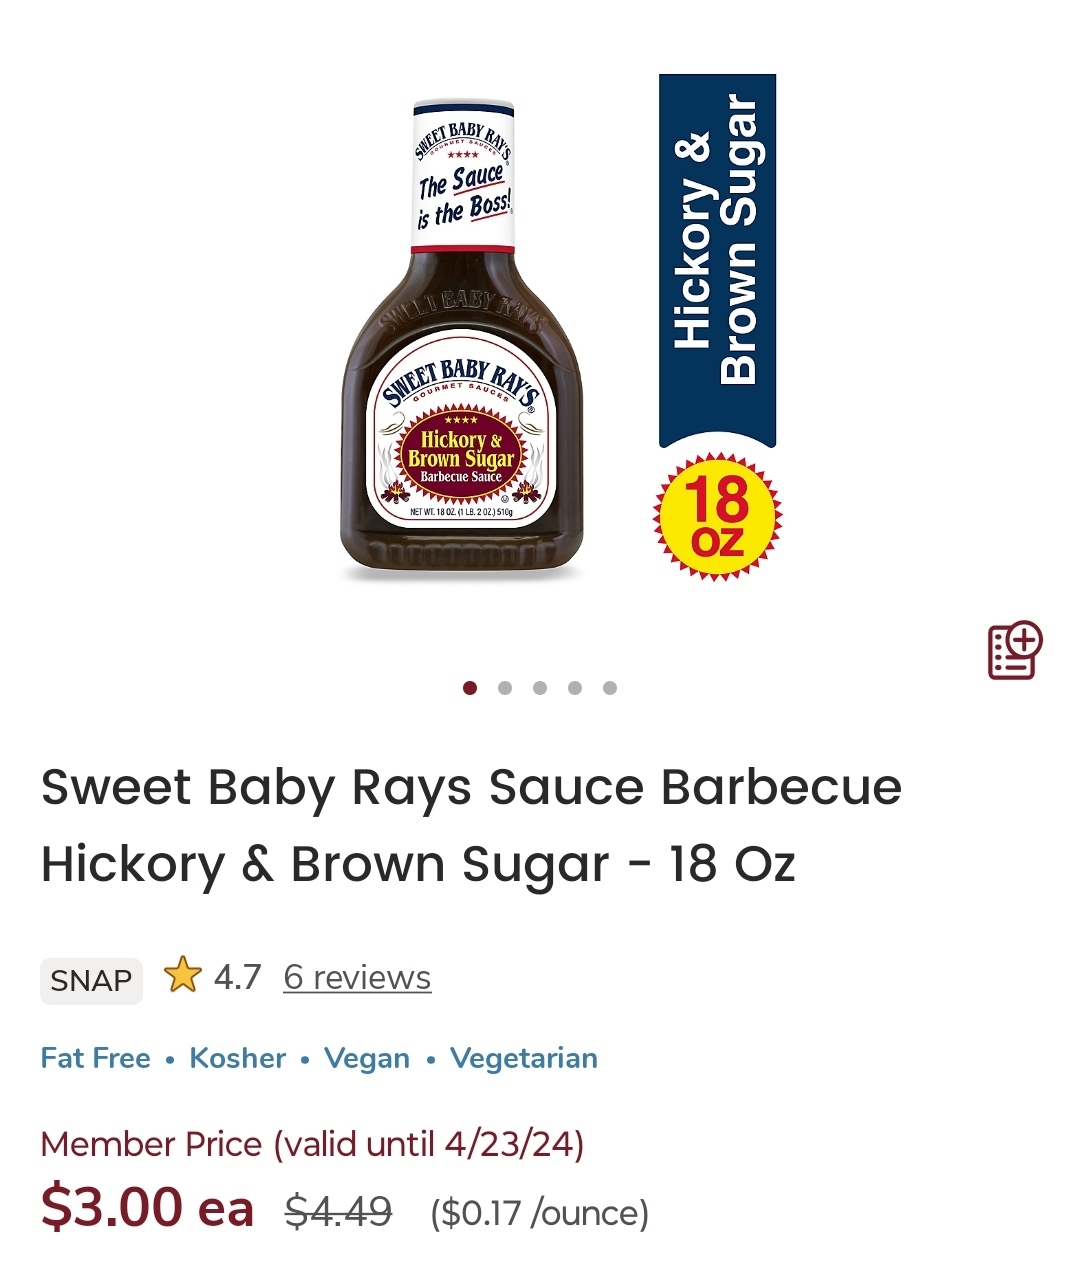 SWEET BABY RAY'S
GOURMET SAUCES
The Sauce
is the Boss!
SWEET BABY RAY'S
SWEET BABY RAY'S
GOURMET SAUCES
Hickory &
Brown Sugar
Barbecue Sauce
NET WT. 18 OZ. (1 LB. 2 OZ.) 510g
Hickory &
Brown Sugar
18
OZ
Sweet Baby Rays Sauce Barbecue
Hickory & Brown Sugar - 18 Oz
SNAP 4.7 6 reviews
Fat Free • Kosher • Vegan • Vegetarian
Member Price (valid until 4/23/24)
$3.00 ea $4.49 ($0.17 /ounce)